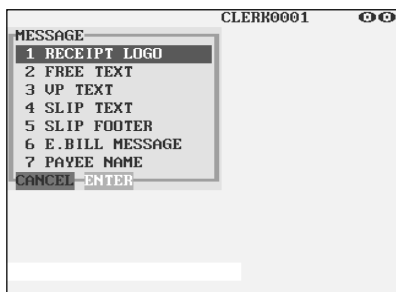 CLERK0001
MESSAGE
1 RECEIPT LOGO
2 FREE TEXT
3 VP TEXT
4 SLIP TEXT
5 SLIP FOOTER
6 E.BILL MESSAGE
7 PAYEE NAME
CANCEL ENTER